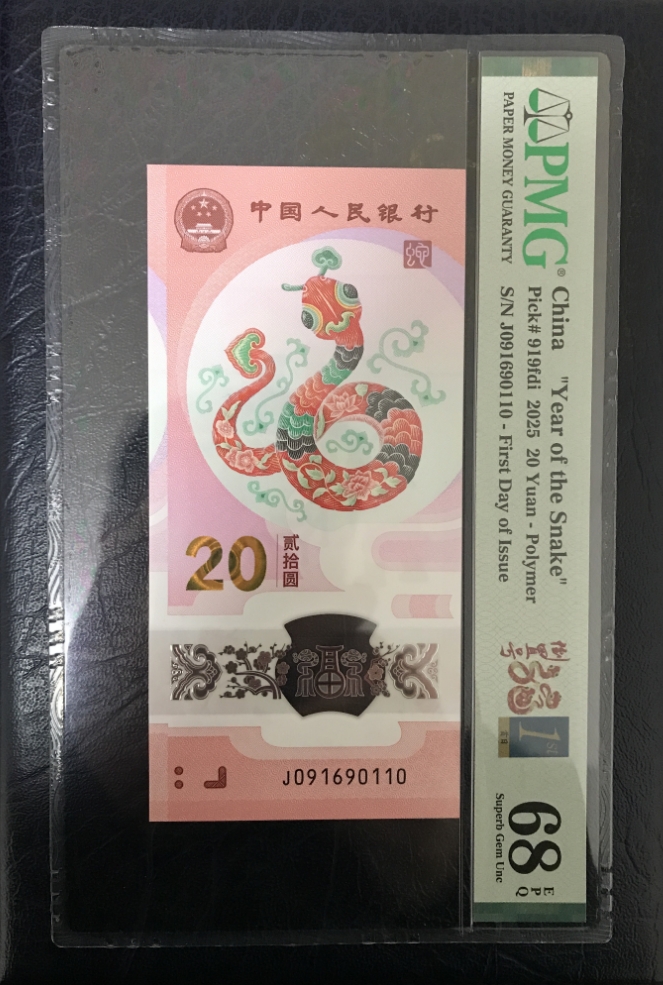 中国人民银行
20
贰拾圆
J091690110
PMG®
PAPER MONEY GUARANTY
China "Year of the Snake"
Pick# 919fdi 2025 20 Yuan - Polymer
S/N J091690110 - First Day of Issue
1st
68 EPQ
Superb Gem Unc